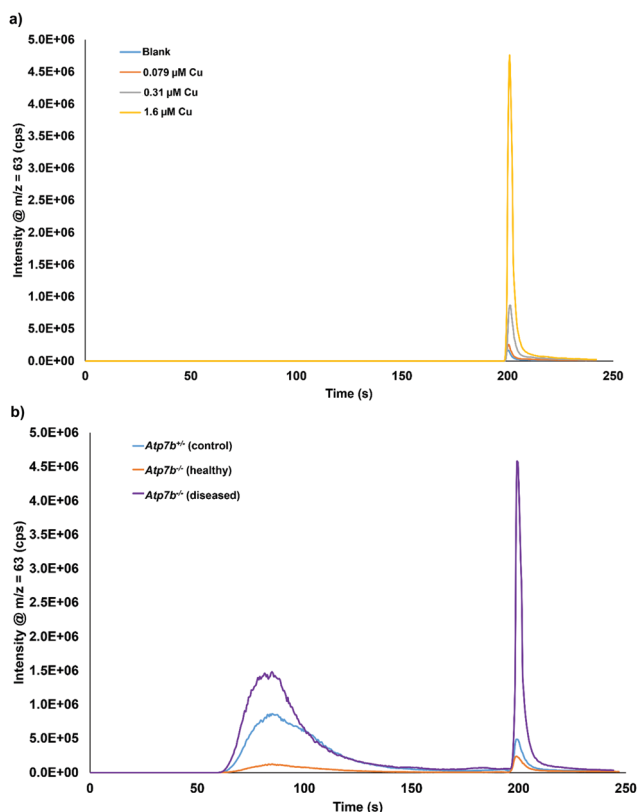 a)
5.0E+06
4.5E+06
4.0E+06
3.5E+06
3.0E+06
2.5E+06
2.0E+06
1.5E+06
1.0E+06
5.0E+05
0.0E+00
Intensity @ m/z = 63 (cps)
Blank
0.079 µM Cu
0.31 µM Cu
1.6 µM Cu
0 50 100 150 200 250
Time (s)
b)
5.0E+06
4.5E+06
4.0E+06
3.5E+06
3.0E+06
2.5E+06
2.0E+06
1.5E+06
1.0E+06
5.0E+05
0.0E+00
Intensity @ m/z = 63 (cps)
Atp7b+/- (control)
Atp7b-/- (healthy)
Atp7b-/- (diseased)
0 50 100 150 200 250
Time (s)